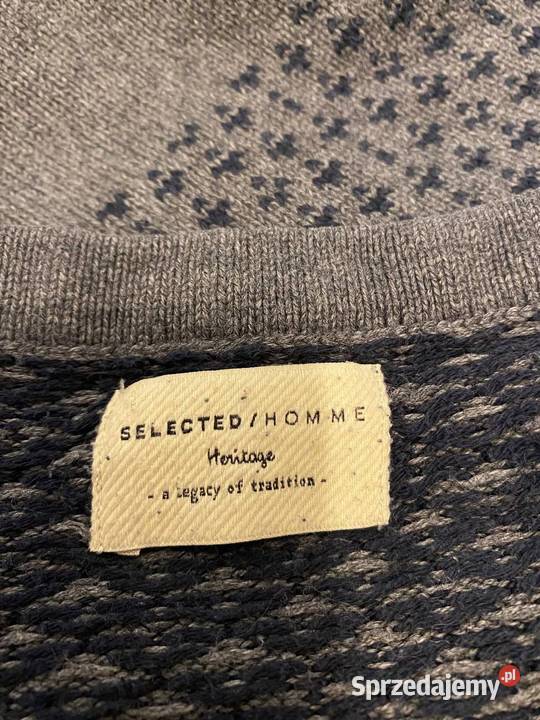 SELECTED/HOMME
Heritage
- a legacy of tradition -
Sprzedajemy.pl